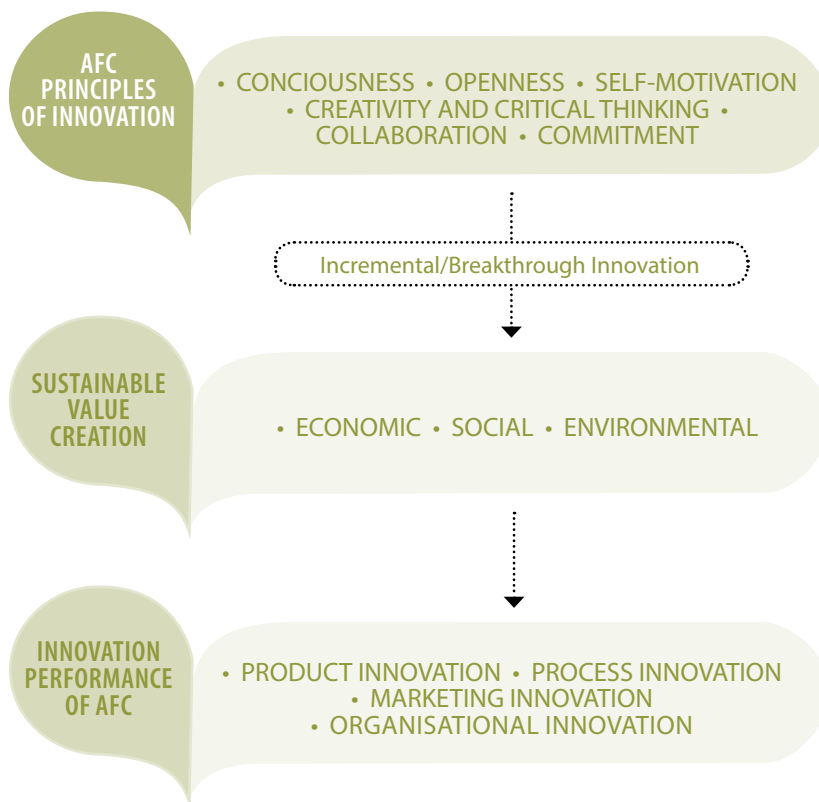 AFC
PRINCIPLES
OF INNOVATION
• CONCIOUSNESS • OPENNESS • SELF-MOTIVATION
• CREATIVITY AND CRITICAL THINKING •
COLLABORATION • COMMITMENT
Incremental/Breakthrough Innovation
SUSTAINABLE
VALUE
CREATION
• ECONOMIC • SOCIAL • ENVIRONMENTAL
INNOVATION
PERFORMANCE
OF AFC
• PRODUCT INNOVATION • PROCESS INNOVATION
• MARKETING INNOVATION
• ORGANISATIONAL INNOVATION